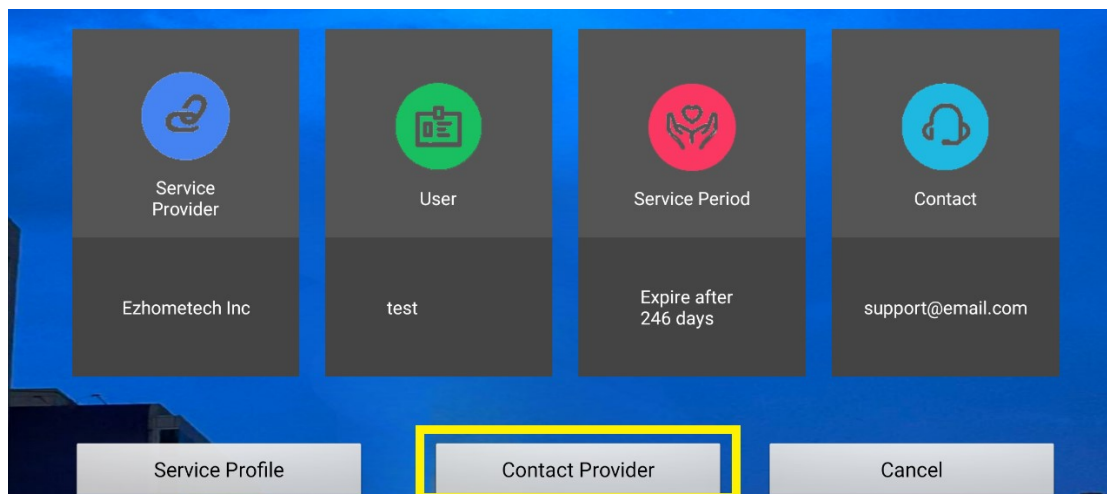 Service
Provider
User
Service Period
Contact
Ezhometech Inc
test
Expire after
246 days
support@email.com
Service Profile
Contact Provider
Cancel